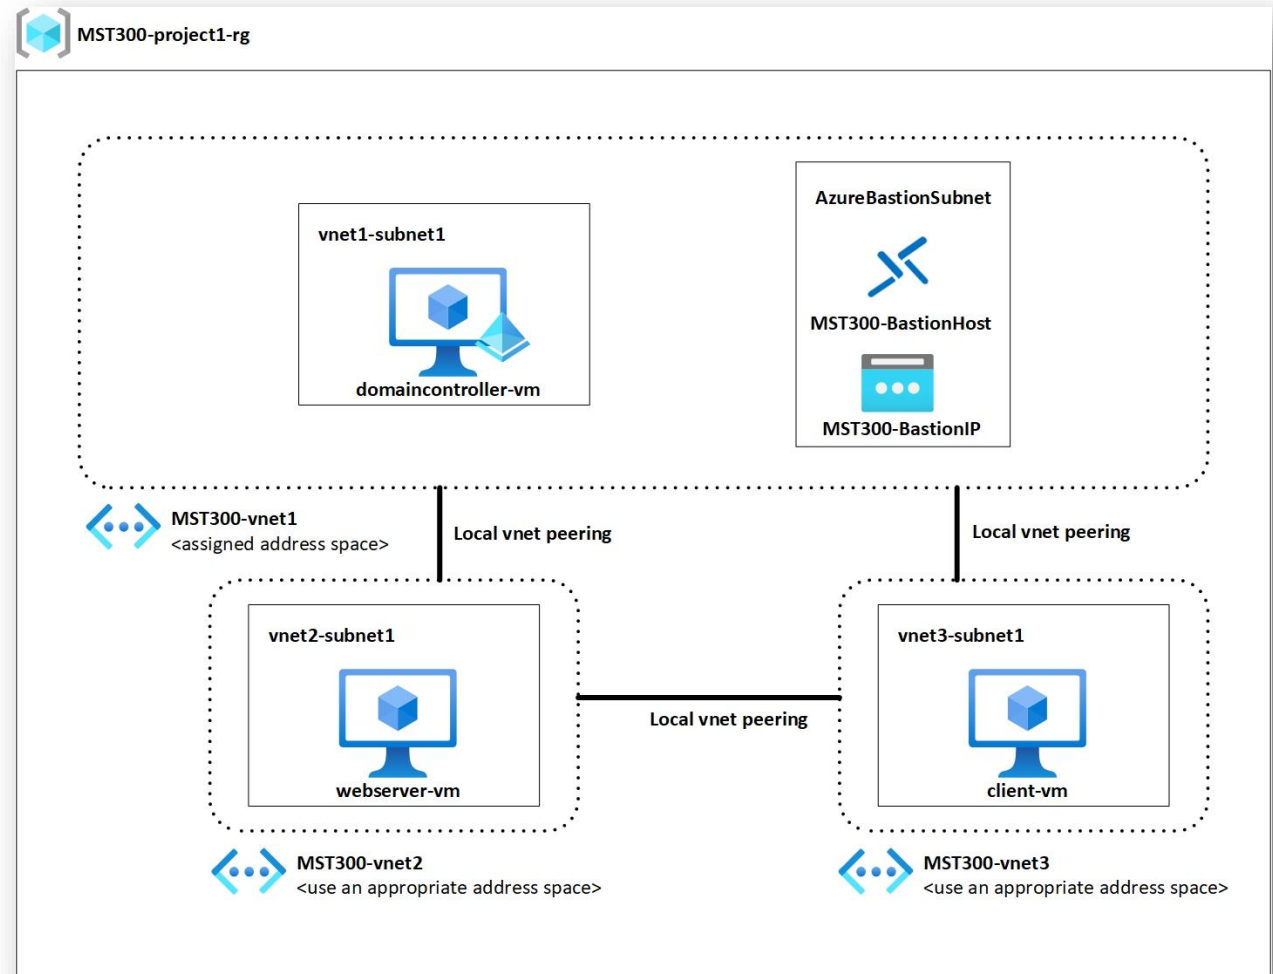 MST300-project1-rg
vnet1-subnet1
domaincontroller-vm
AzureBastionSubnet
MST300-BastionHost
MST300-BastionIP
MST300-vnet1
<assigned address space>
Local vnet peering
Local vnet peering
vnet2-subnet1
webserver-vm
Local vnet peering
vnet3-subnet1
client-vm
MST300-vnet2
<use an appropriate address space>
MST300-vnet3
<use an appropriate address space>